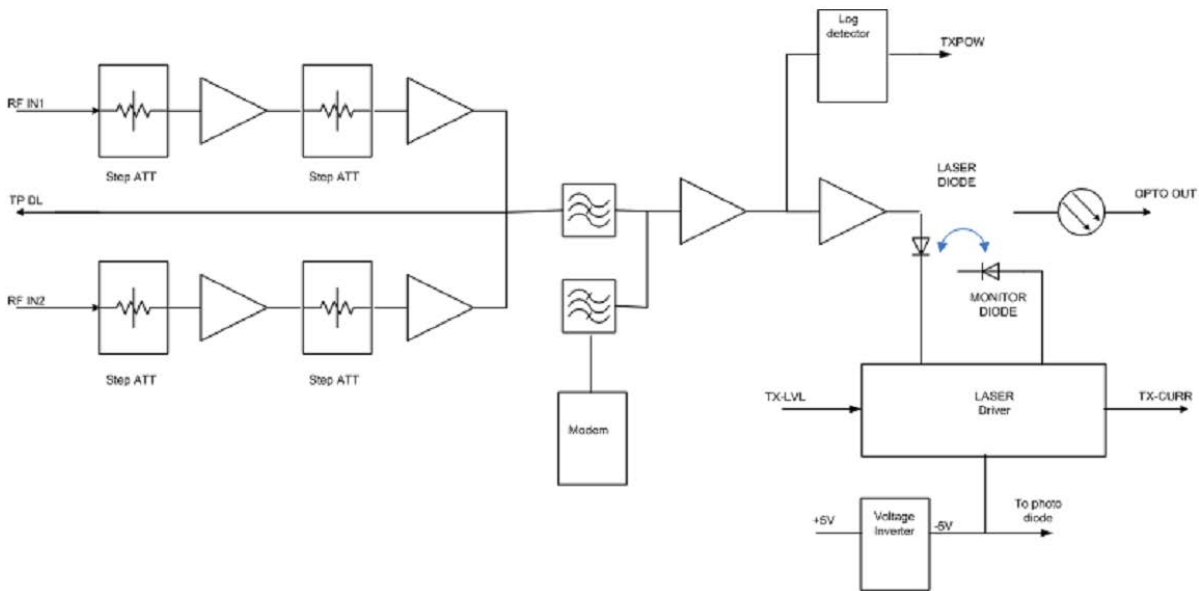 Log
detector
TXPOW
RF IN1
Step ATT
Step ATT
LASER
DIODE
TP DL
OPTO OUT
RF IN2
MONITOR
DIODE
Step ATT
Step ATT
TX-LVL
LASER
Driver
TX-CURR
Modem
+5V
Voltage
Inverter
-5V
To photo
diode